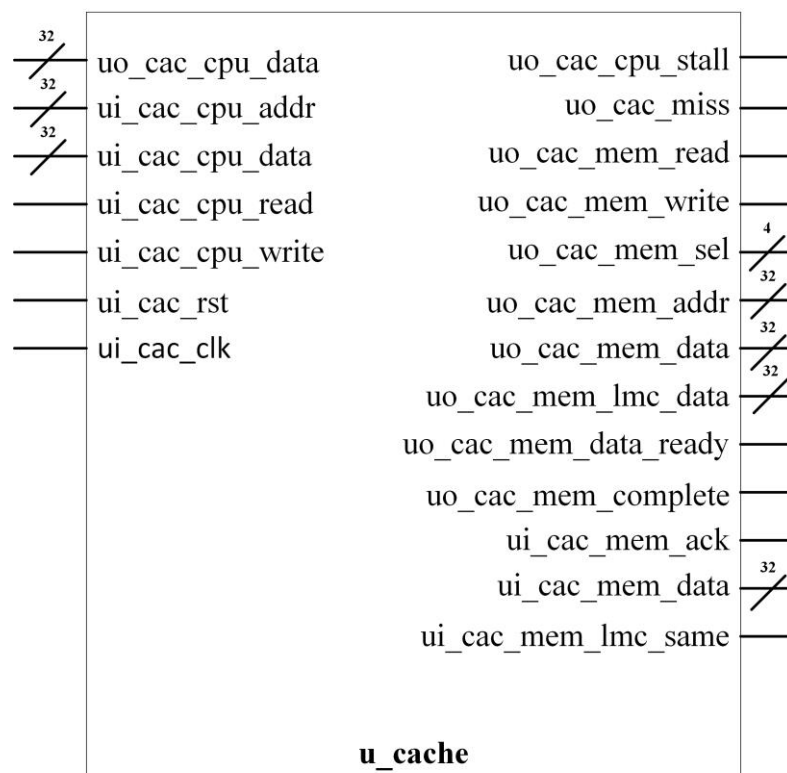 32
uo_cac_cpu_data
32
ui_cac_cpu_addr
32
ui_cac_cpu_data
ui_cac_cpu_read
ui_cac_cpu_write
ui_cac_rst
ui_cac_clk
uo_cac_cpu_stall
uo_cac_miss
uo_cac_mem_read
uo_cac_mem_write
4
uo_cac_mem_sel
32
uo_cac_mem_addr
32
uo_cac_mem_data
32
uo_cac_mem_lmc_data
uo_cac_mem_data_ready
uo_cac_mem_complete
ui_cac_mem_ack
32
ui_cac_mem_data
ui_cac_mem_lmc_same
u_cache